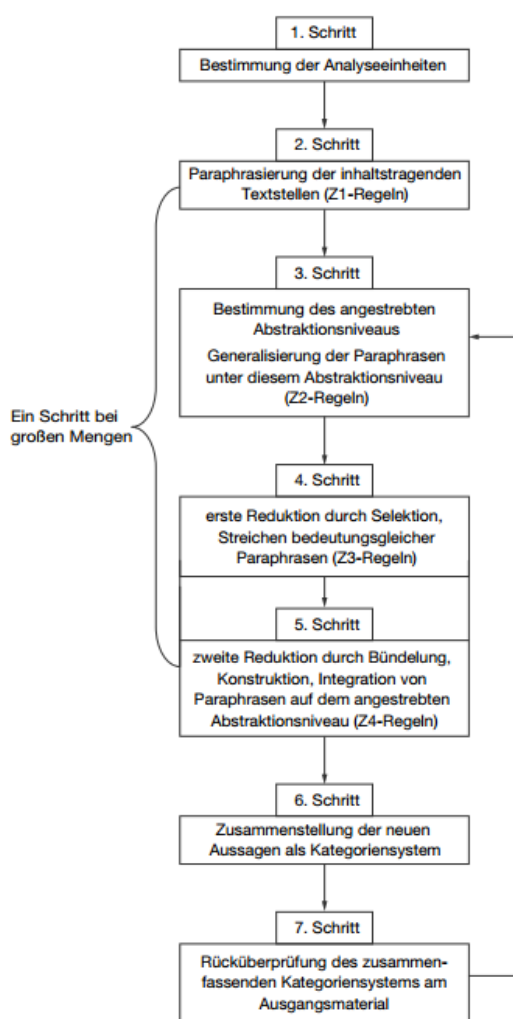 1. Schritt
Bestimmung der Analyseeinheiten
2. Schritt
Paraphrasierung der inhaltstragenden
Textstellen (Z1-Regeln)
3. Schritt
Bestimmung des angestrebten
Abstraktionsniveaus
Generalisierung der Paraphrasen
unter diesem Abstraktionsniveau
(Z2-Regeln)
Ein Schritt bei
großen Mengen
4. Schritt
erste Reduktion durch Selektion,
Streichen bedeutungsgleicher
Paraphrasen (Z3-Regeln)
5. Schritt
zweite Reduktion durch Bündelung,
Konstruktion, Integration von
Paraphrasen auf dem angestrebten
Abstraktionsniveau (Z4-Regeln)
6. Schritt
Zusammenstellung der neuen
Aussagen als Kategoriensystem
7. Schritt
Rücküberprüfung des zusammen-
fassenden Kategoriensystems am
Ausgangsmaterial